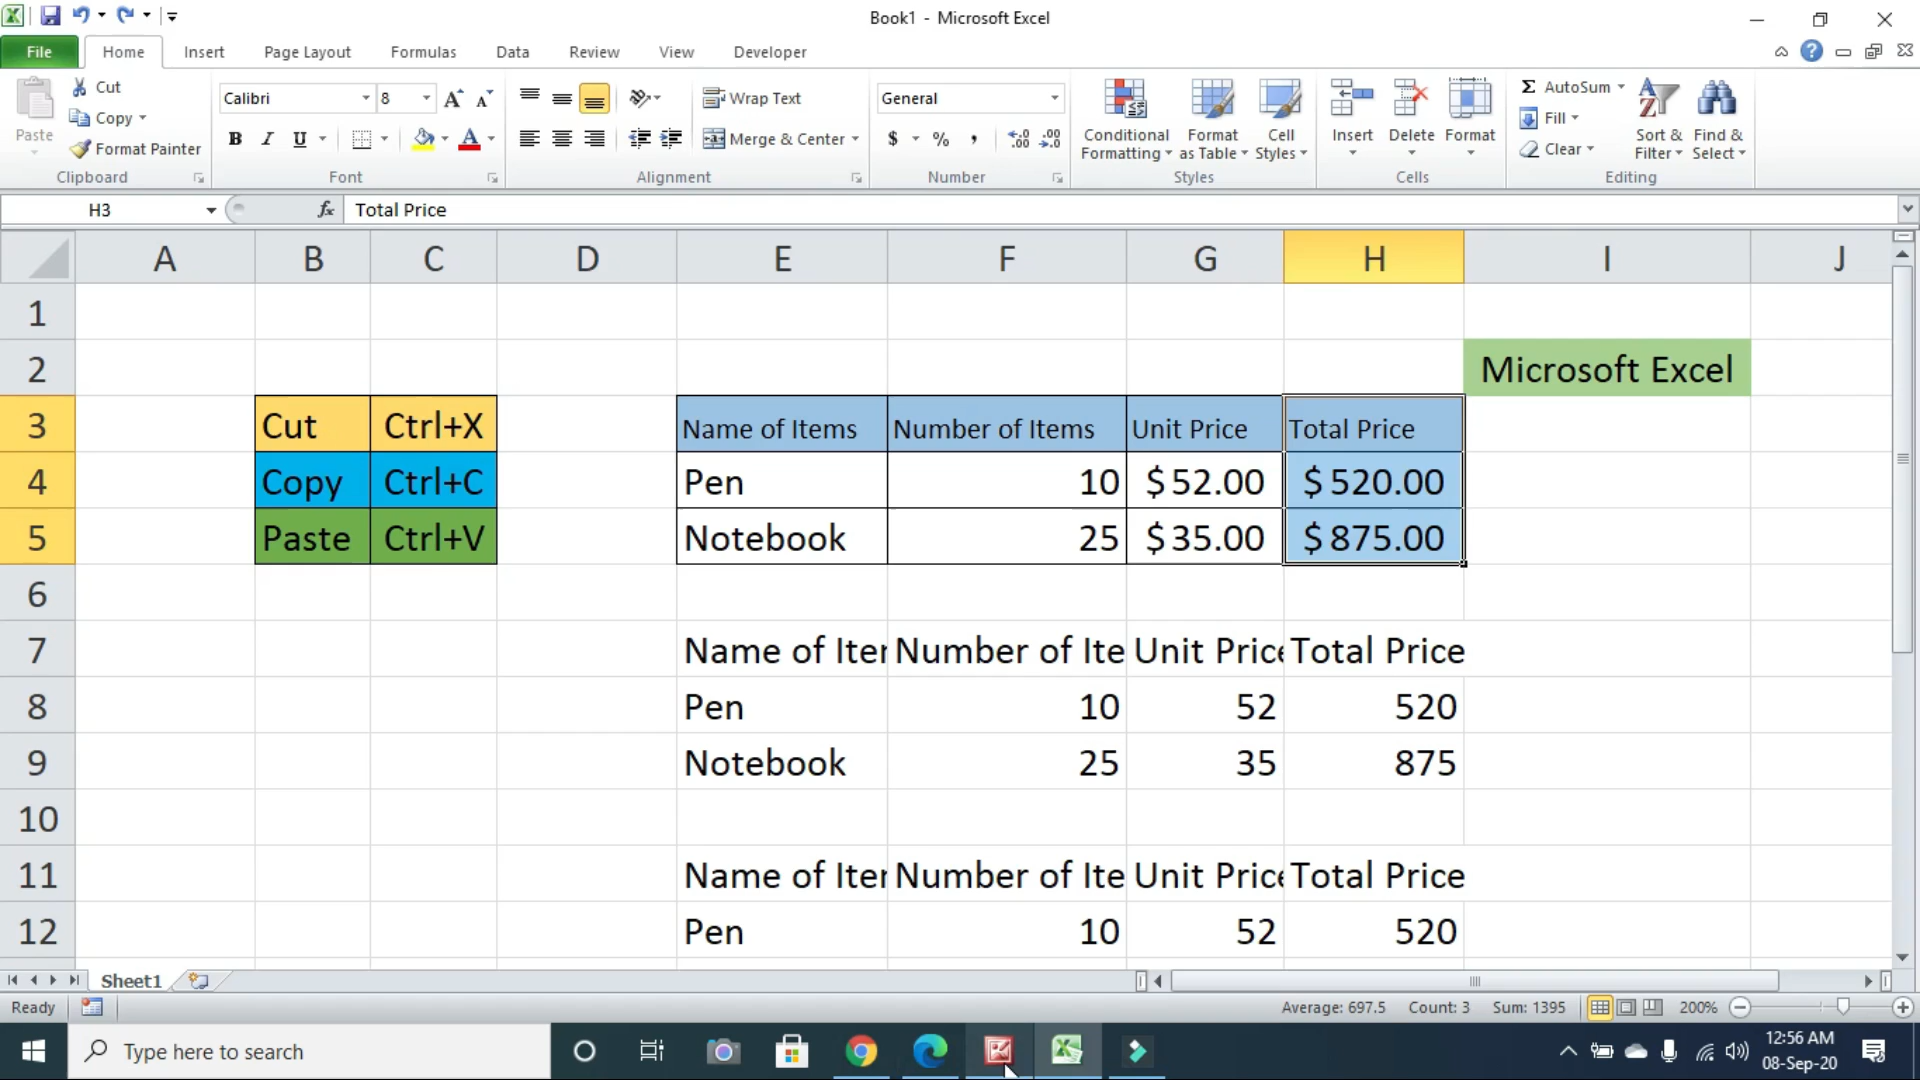 Book1 - Microsoft Excel
File Home Insert Page Layout Formulas Data Review View Developer
Paste
Cut
Copy
Format Painter
Clipboard
Calibri 8
B I U A
Font
Wrap Text
Merge & Center
Alignment
General
$ % ,
Number
Conditional Formatting
Format as Table
Cell Styles
Styles
Insert Delete Format
Cells
Σ AutoSum
Fill
Clear
Sort & Filter
Find & Select
Editing
H3 fx Total Price
A B C D E F G H I J
1
2 Microsoft Excel
3 Cut Ctrl+X Name of Items Number of Items Unit Price Total Price
4 Copy Ctrl+C Pen 10 $52.00 $520.00
5 Paste Ctrl+V Notebook 25 $35.00 $875.00
6
7 Name of Iter Number of Ite Unit Price Total Price
8 Pen 10 52 520
9 Notebook 25 35 875
10
11 Name of Iter Number of Ite Unit Price Total Price
12 Pen 10 52 520
Sheet1
Ready Average: 697.5 Count: 3 Sum: 1395 200%
Type here to search
12:56 AM
08-Sep-20